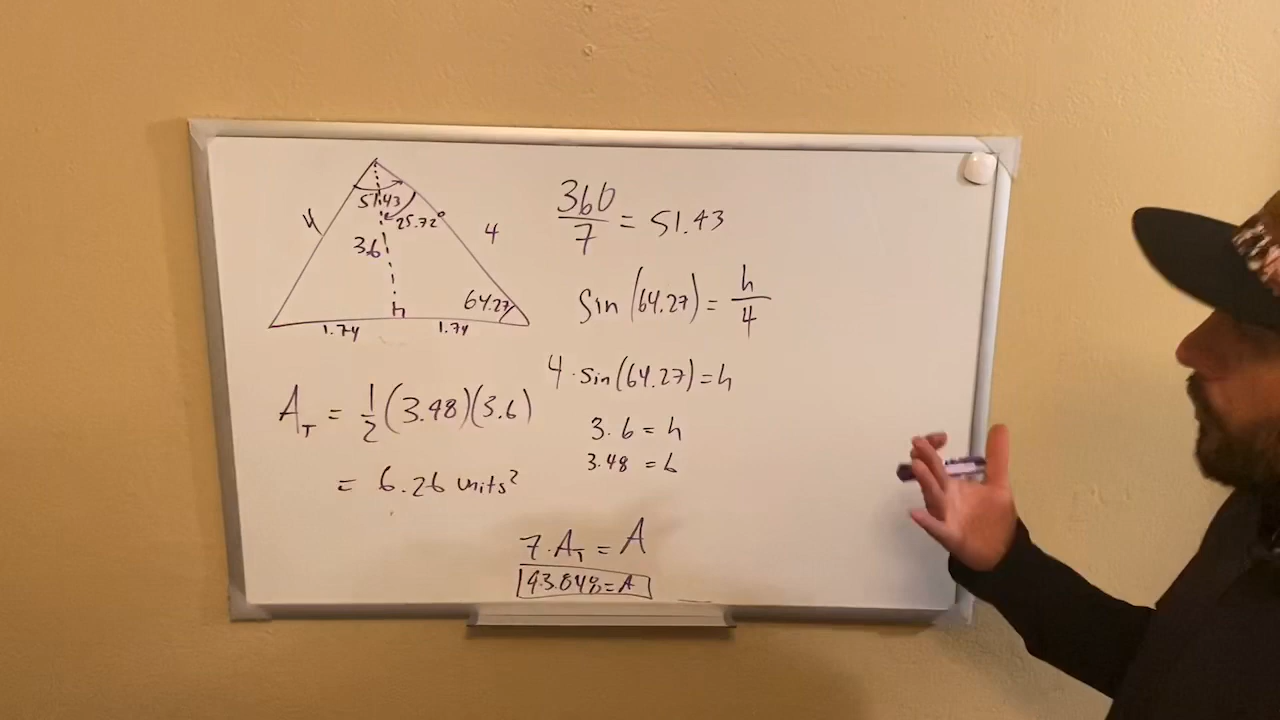 51.43
25.72°
4
4
3.6
64.27
1.74
1.74
360/7 = 51.43
Sin (64.27) = h/4
4 · sin(64.27) = h
3.6 = h
3.48 = b
A_T = 1/2 (3.48)(3.6)
= 6.26 units²
7 · A_T = A
43.848 = A